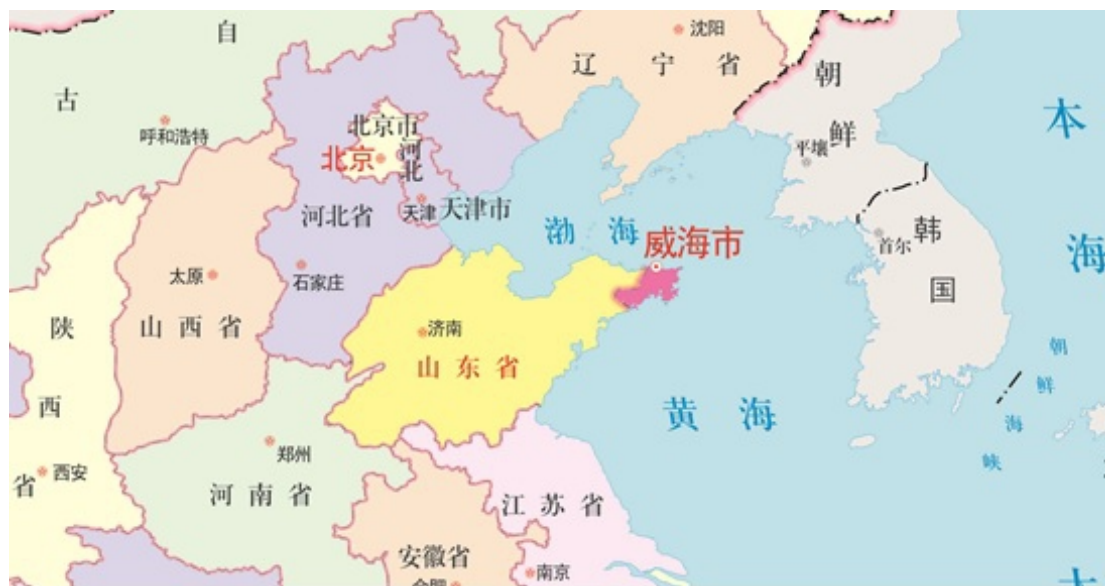 自
古
呼和浩特
沈阳
辽宁省
朝鲜
平壤
本
海
北京市
北京
河北
天津
天津市
河北省
石家庄
太原
山西省
渤海
威海市
首尔
韩国
济南
山东省
黄海
朝鲜海峡
陕西省
西安
郑州
河南省
江苏省
安徽省
合肥
南京